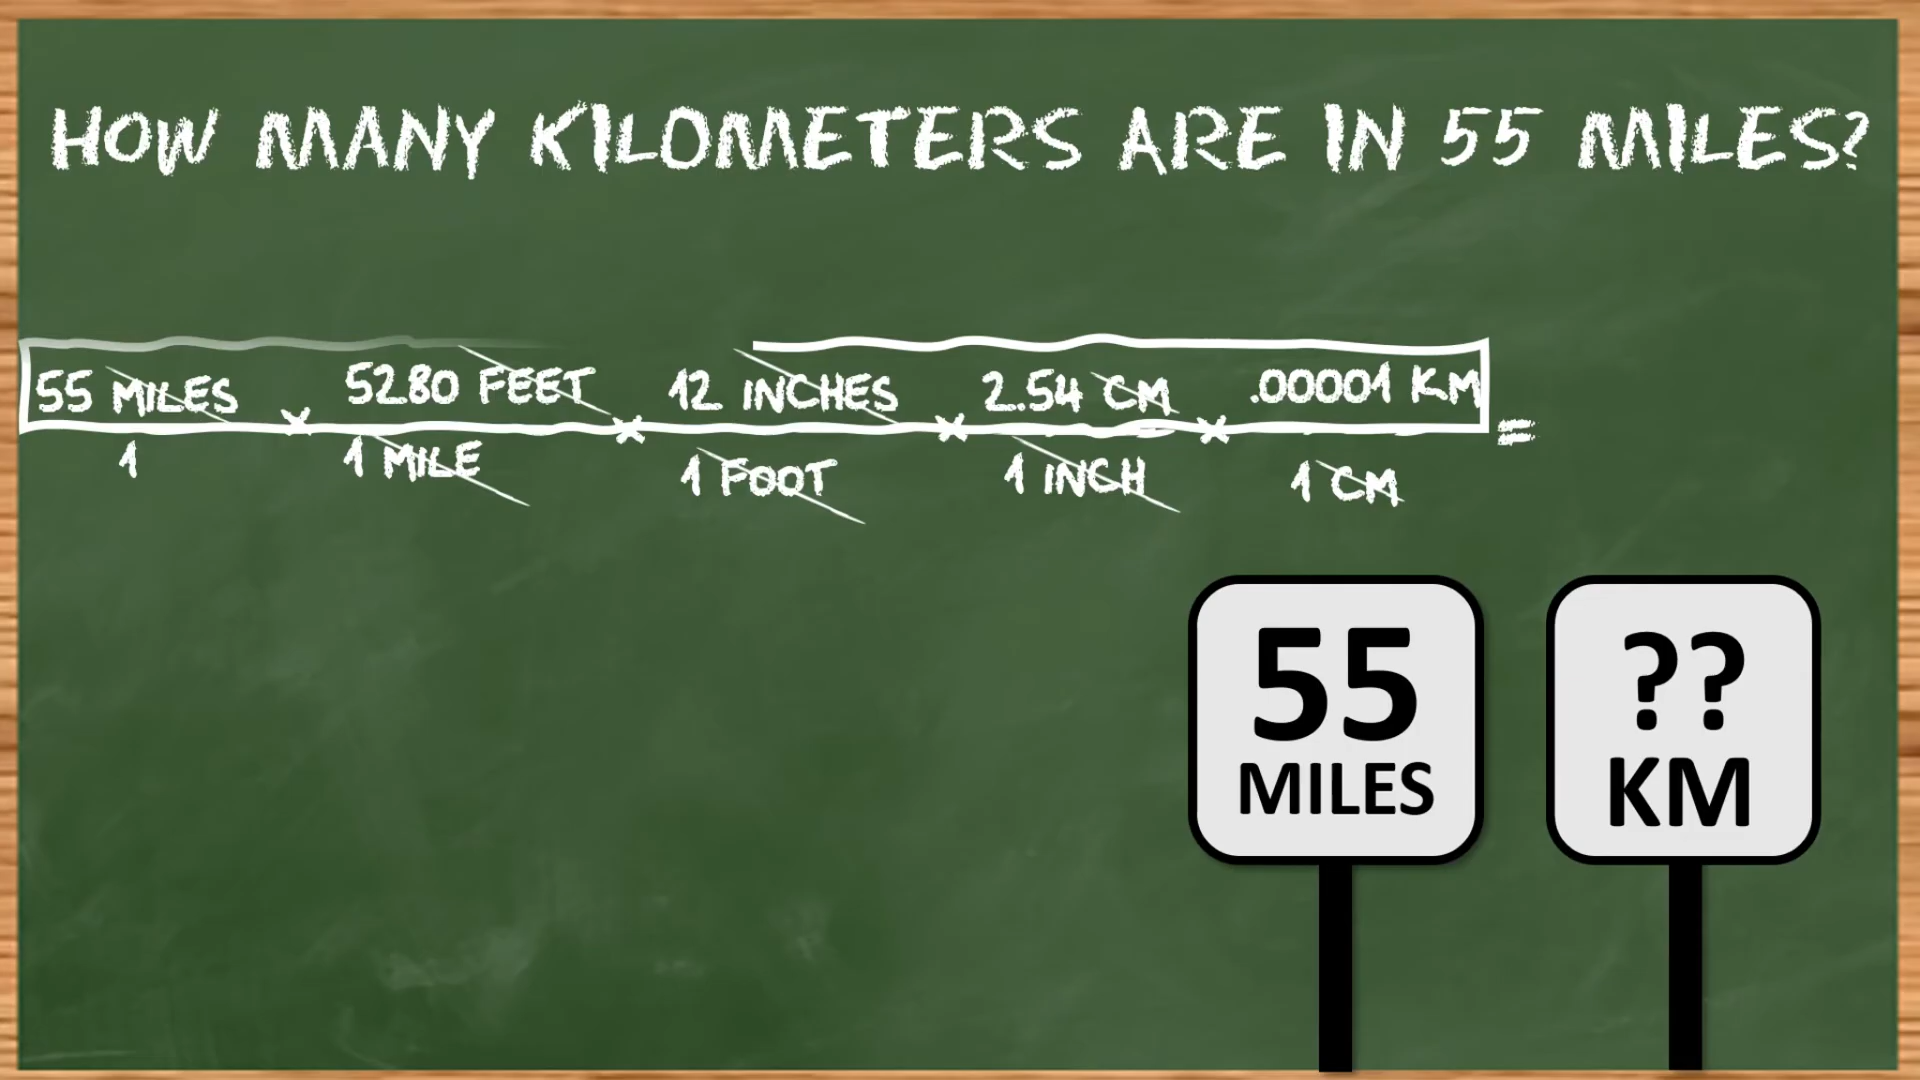 HOW MANY KILOMETERS ARE IN 55 MILES?
55 MILES × 5280 FEET × 12 INCHES × 2.54 CM × .00001 KM =
1 1 MILE 1 FOOT 1 INCH 1 CM
55 ??
MILES KM